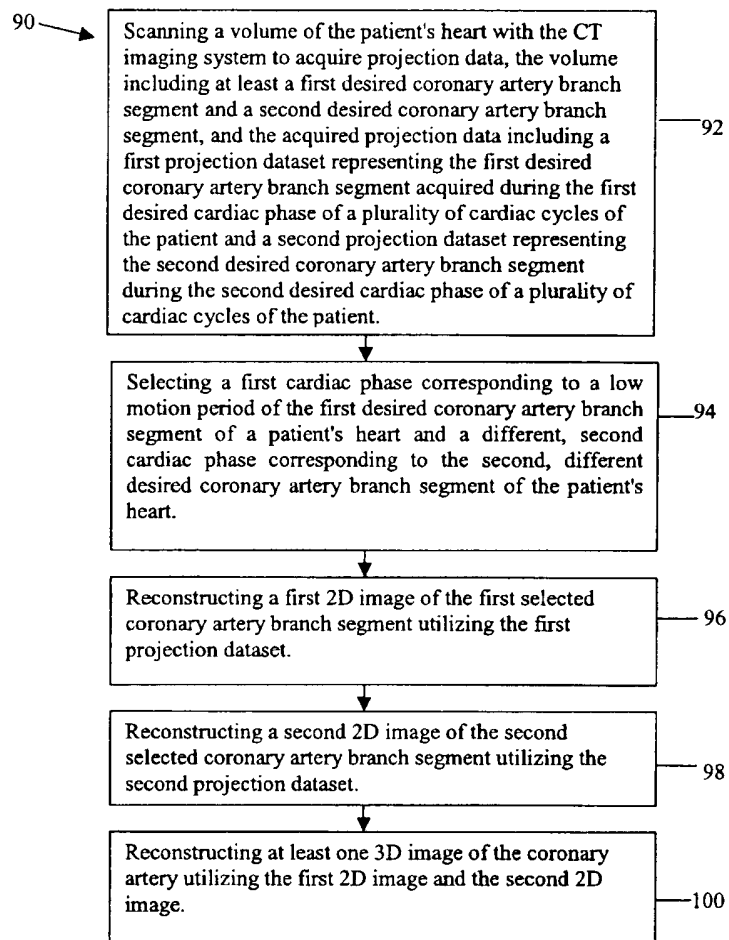 90
Scanning a volume of the patient's heart with the CT
imaging system to acquire projection data, the volume
including at least a first desired coronary artery branch
segment and a second desired coronary artery branch
segment, and the acquired projection data including a
first projection dataset representing the first desired
coronary artery branch segment acquired during the first
desired cardiac phase of a plurality of cardiac cycles of
the patient and a second projection dataset representing
the second desired coronary artery branch segment
during the second desired cardiac phase of a plurality of
cardiac cycles of the patient.
92
Selecting a first cardiac phase corresponding to a low
motion period of the first desired coronary artery branch
segment of a patient's heart and a different, second
cardiac phase corresponding to the second, different
desired coronary artery branch segment of the patient's
heart.
94
Reconstructing a first 2D image of the first selected
coronary artery branch segment utilizing the first
projection dataset.
96
Reconstructing a second 2D image of the second
selected coronary artery branch segment utilizing the
second projection dataset.
98
Reconstructing at least one 3D image of the coronary
artery utilizing the first 2D image and the second 2D
image.
100